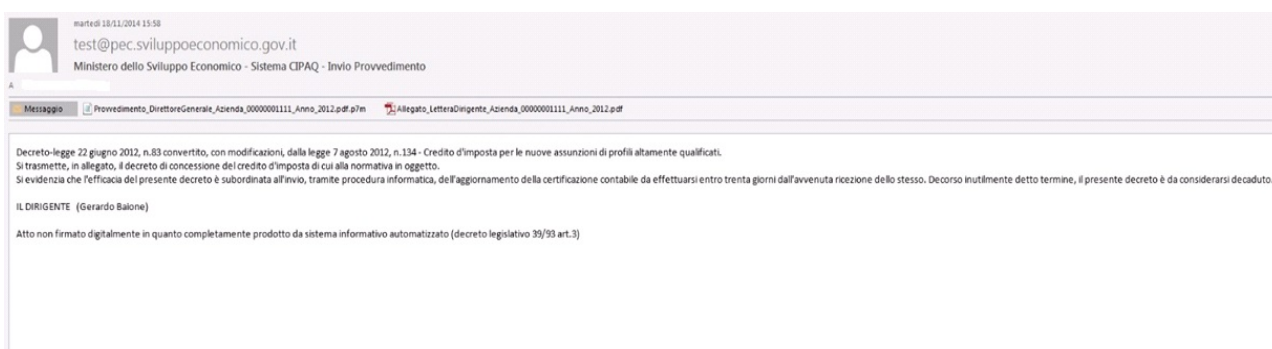 martedì 18/11/2014 15:58
test@pec.sviluppoeconomico.gov.it
Ministero dello Sviluppo Economico - Sistema CIPAQ - Invio Provvedimento
A
Messaggio Provvedimento_DirettoreGenerale_Azienda_00000001111_Anno_2012.pdf.p7m Allegato_LetteraDirigente_Azienda_00000001111_Anno_2012.pdf
Decreto-legge 22 giugno 2012, n.83 convertito, con modificazioni, dalla legge 7 agosto 2012, n.134 - Credito d'imposta per le nuove assunzioni di profili altamente qualificati.
Si trasmette, in allegato, il decreto di concessione del credito d'imposta di cui alla normativa in oggetto.
Si evidenzia che l'efficacia del presente decreto è subordinata all'invio, tramite procedura informatica, dell'aggiornamento della certificazione contabile da effettuarsi entro trenta giorni dall'avvenuta ricezione dello stesso. Decorso inutilmente detto termine, il presente decreto è da considerarsi decaduto.
IL DIRIGENTE (Gerardo Baione)
Atto non firmato digitalmente in quanto completamente prodotto da sistema informativo automatizzato (decreto legislativo 39/93 art.3)